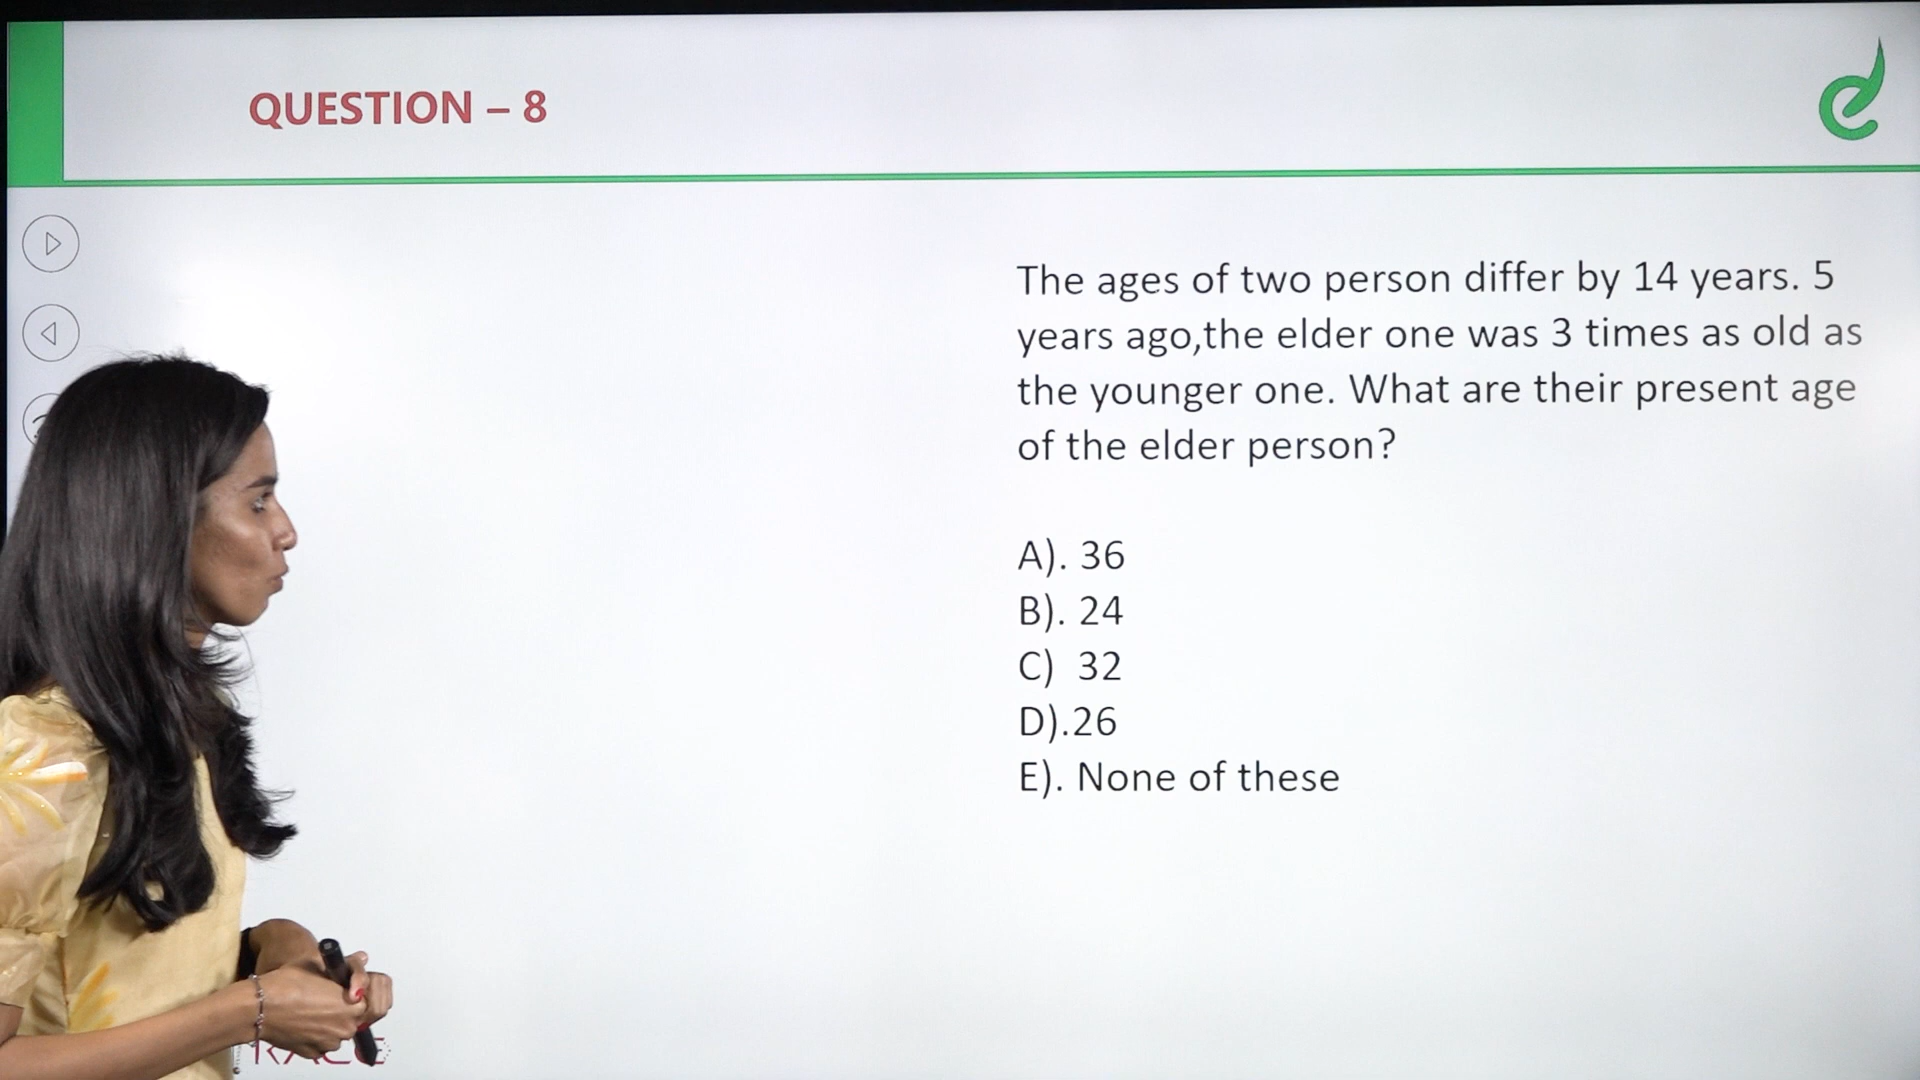 QUESTION – 8
The ages of two person differ by 14 years. 5
years ago,the elder one was 3 times as old as
the younger one. What are their present age
of the elder person?
A). 36
B). 24
C) 32
D).26
E). None of these